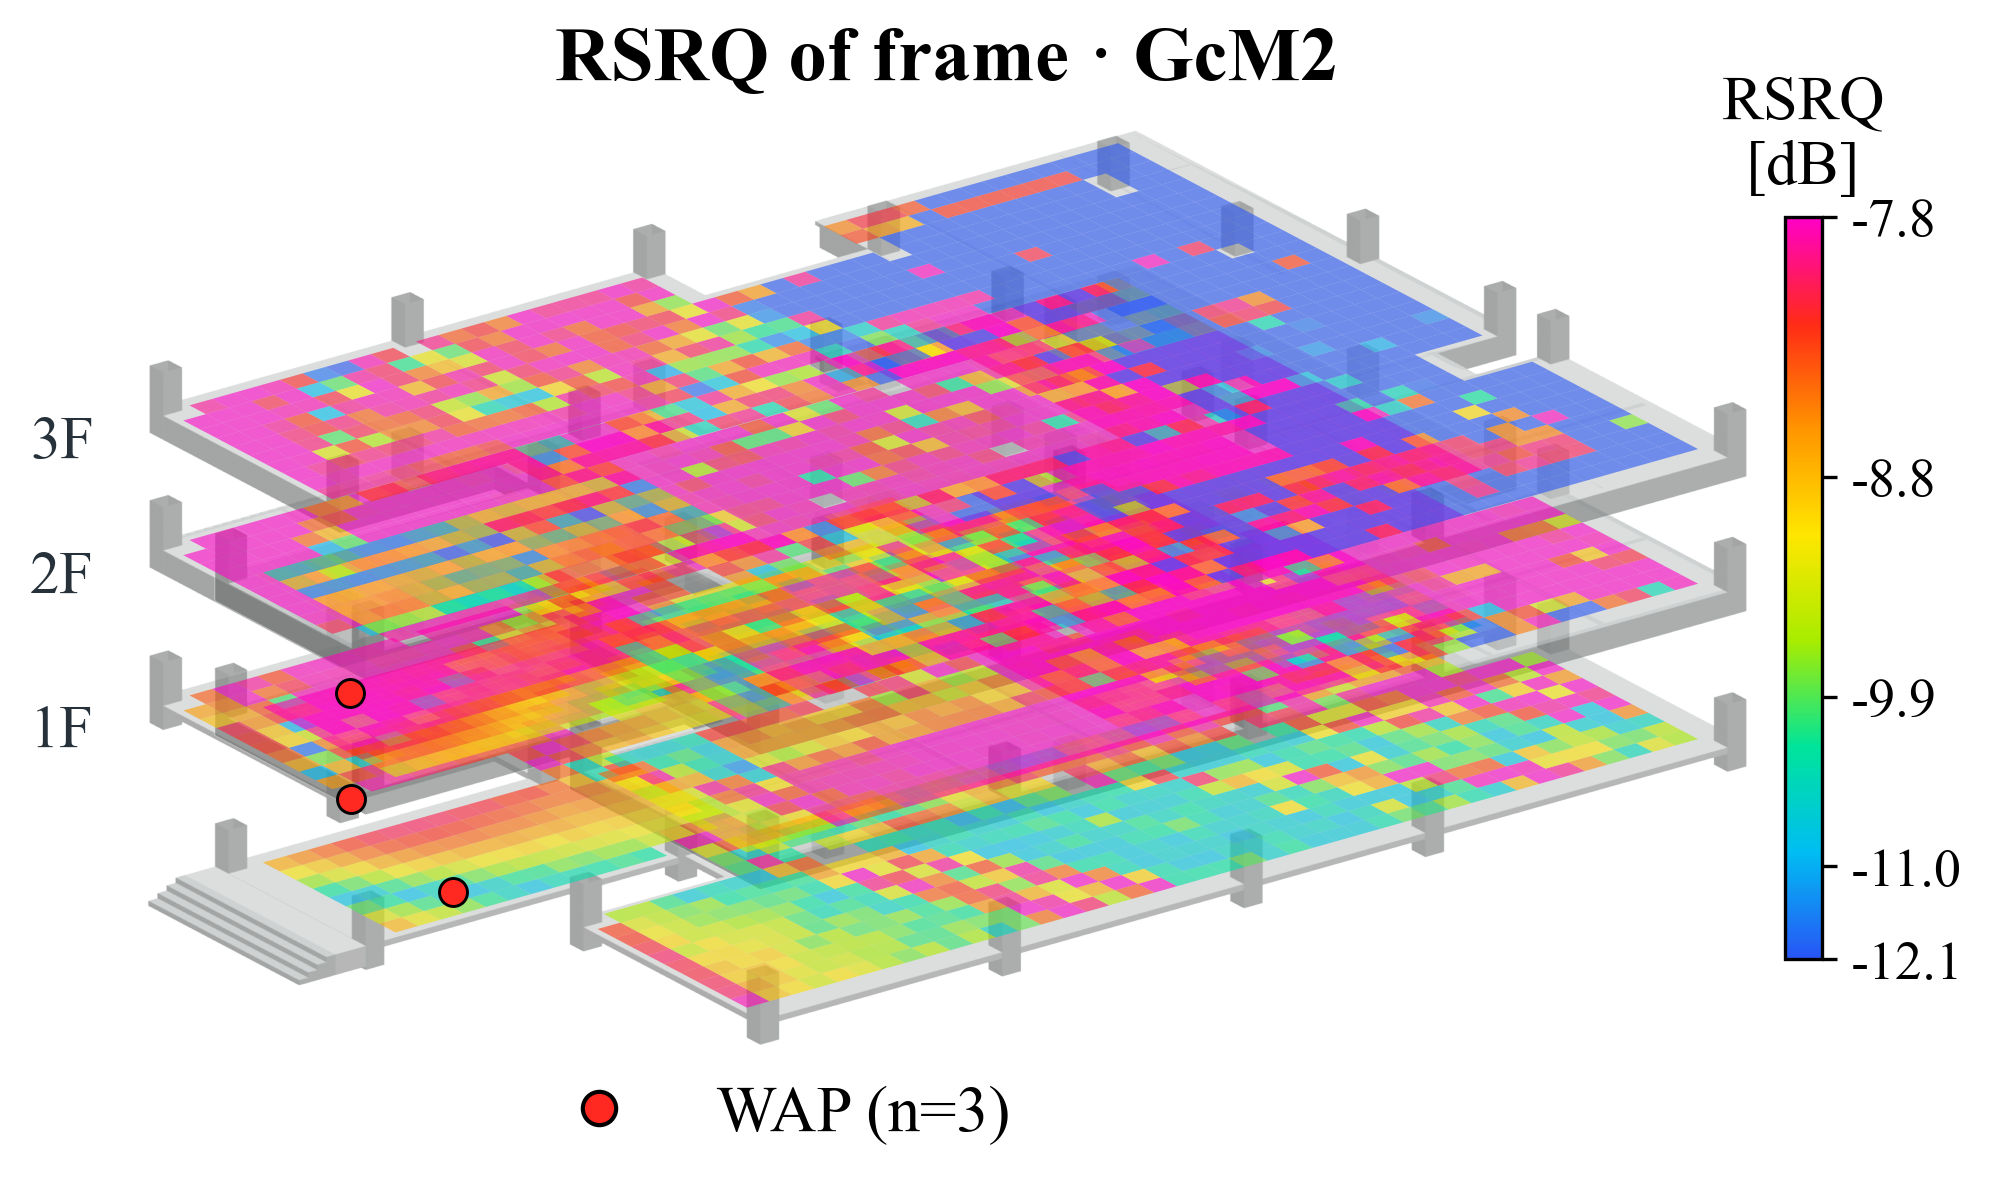 RSRQ of frame · GcM2
RSRQ
[dB]
-7.8
-8.8
-9.9
-11.0
-12.1
3F
2F
1F
WAP (n=3)